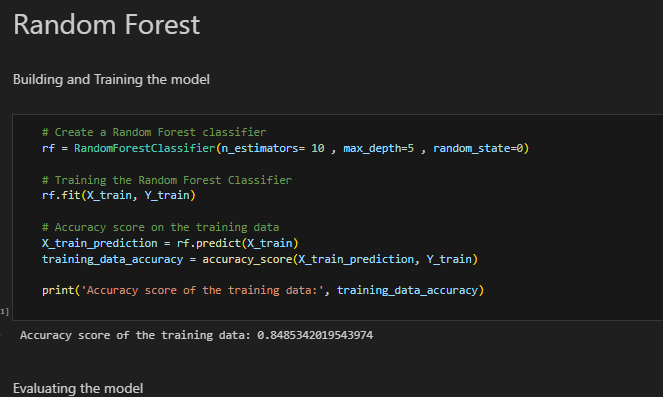 Random Forest
Building and Training the model
# Create a Random Forest classifier
rf = RandomForestClassifier(n_estimators= 10 , max_depth=5 , random_state=0)
# Training the Random Forest Classifier
rf.fit(X_train, Y_train)
# Accuracy score on the training data
X_train_prediction = rf.predict(X_train)
training_data_accuracy = accuracy_score(X_train_prediction, Y_train)
print('Accuracy score of the training data:', training_data_accuracy)
1]
Accuracy score of the training data: 0.8485342019543974
Evaluating the model